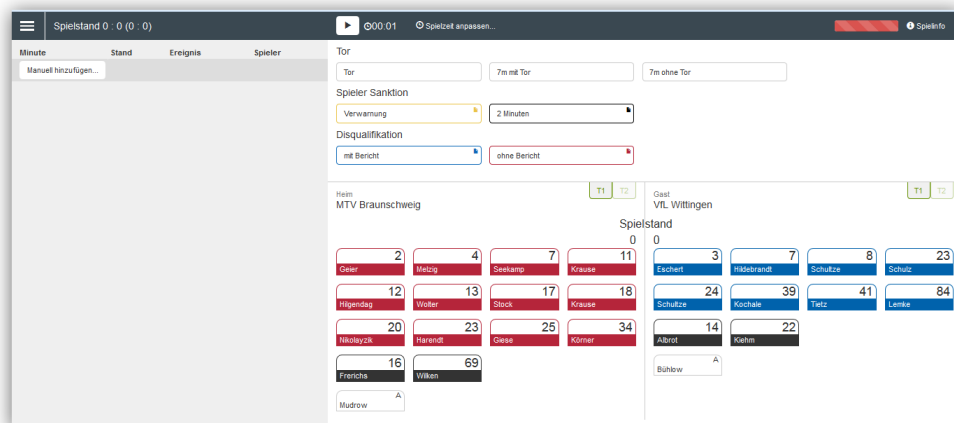 Spielstand 0 : 0 (0 : 0)
00:01
Spielzeit anpassen...
Spielinfo
Minute Stand Ereignis Spieler
Manuell hinzufügen...
Tor
Tor 7m mit Tor 7m ohne Tor
Spieler Sanktion
Verwarnung 2 Minuten
Disqualifikation
mit Bericht ohne Bericht
Heim
MTV Braunschweig
T1 T2
Gast
VfL Wittingen
T1 T2
Spielstand
0 0
2 4 7 11
Geier Melzig Seekamp Krause
12 13 17 18
Hilgendag Wolter Stock Krause
20 23 25 34
Nikolayzik Harendt Giese Körner
16 69
Frerichs Wilken
A
Mudrow
3 7 8 23
Eschert Hildebrandt Schultze Schulz
24 39 41 84
Schultze Kochale Tietz Lemke
14 22
Albrot Kiehm
A
Bühlow